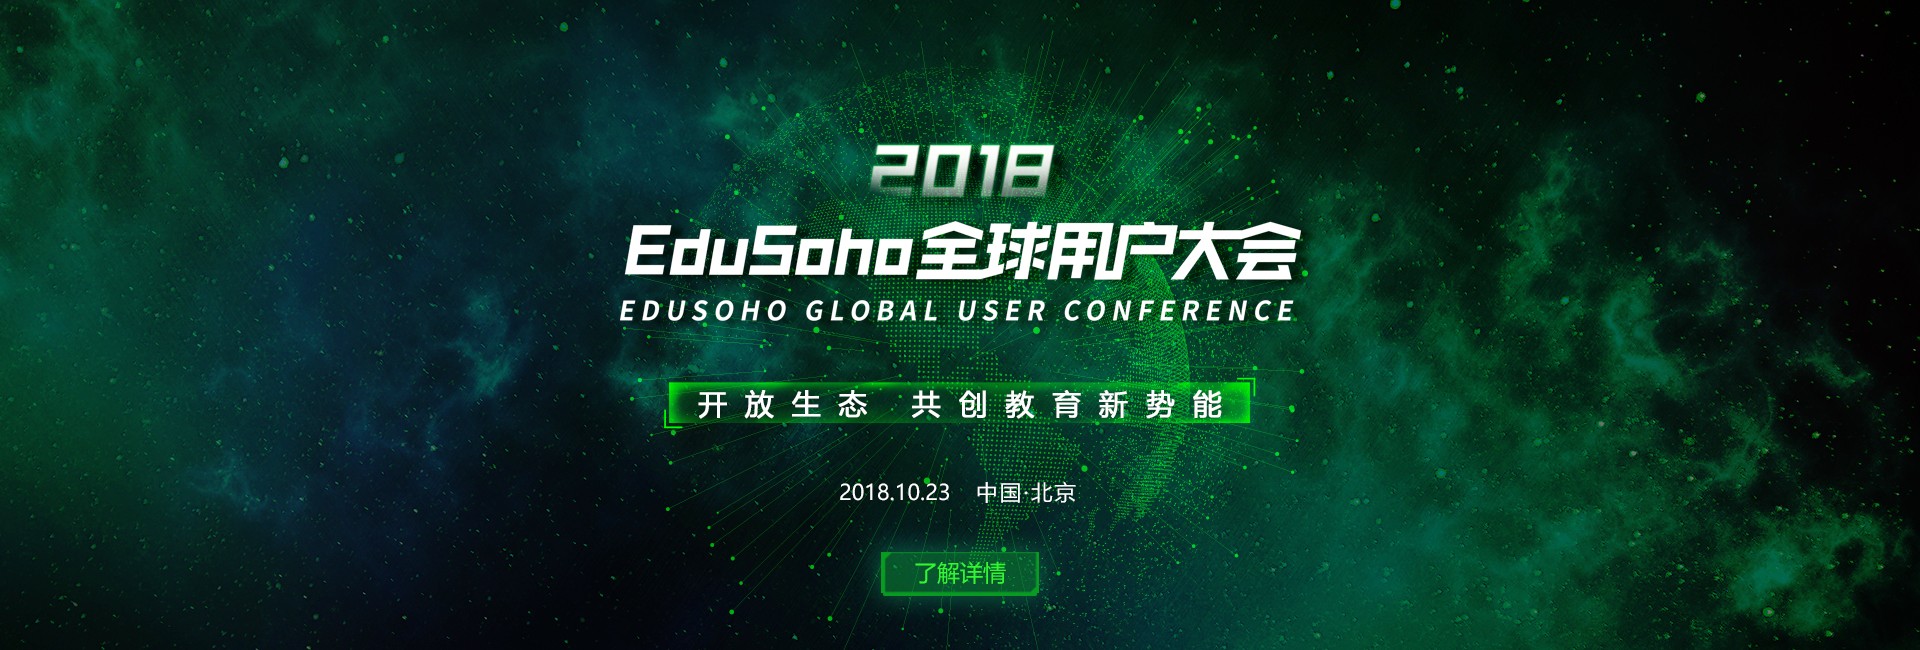 2018
EduSoho全球用户大会
EDUSOHO GLOBAL USER CONFERENCE
开放生态 共创教育新势能
2018.10.23 中国·北京
了解详情